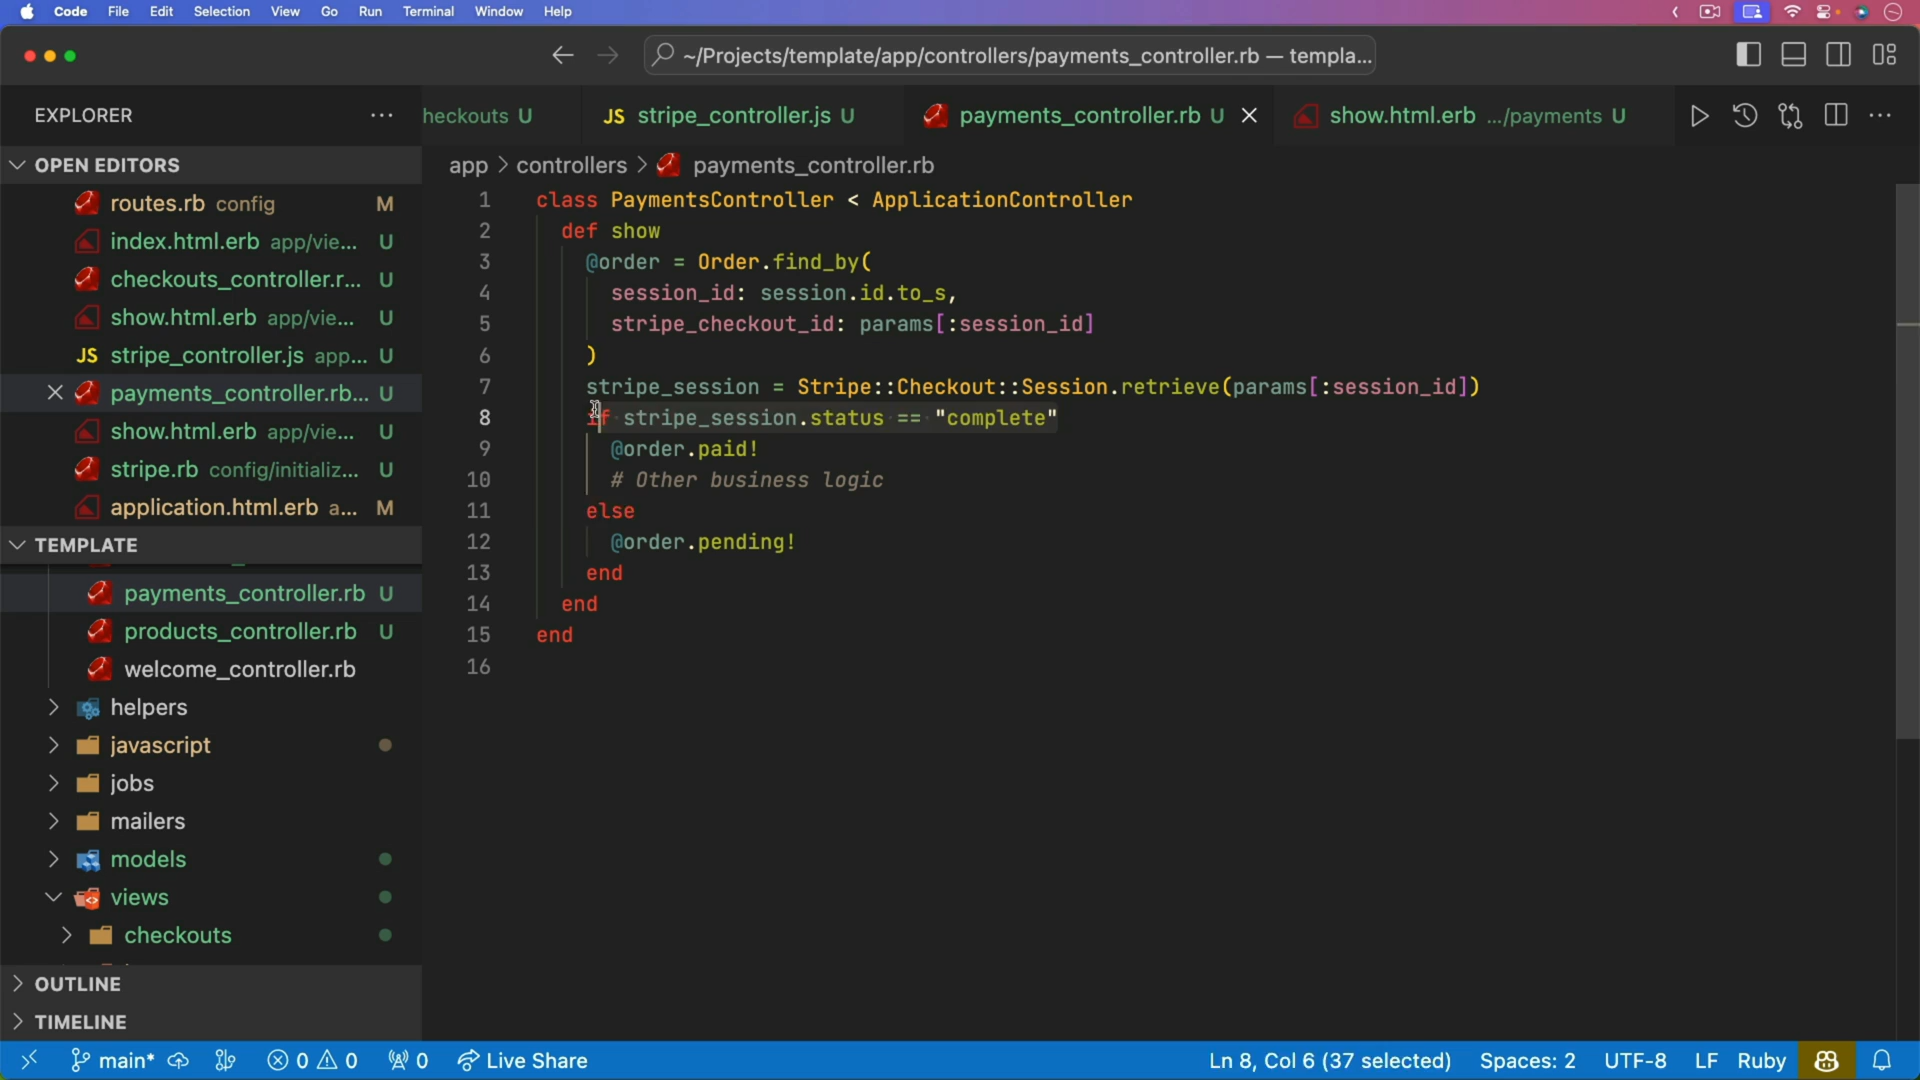 Code File Edit Selection View Go Run Terminal Window Help
~/Projects/template/app/controllers/payments_controller.rb — templa...
EXPLORER
heckouts U
JS stripe_controller.js U
payments_controller.rb U
show.html.erb .../payments U
OPEN EDITORS
routes.rb config M
index.html.erb app/vie... U
checkouts_controller.r... U
show.html.erb app/vie... U
JS stripe_controller.js app... U
payments_controller.rb... U
show.html.erb app/vie... U
stripe.rb config/initializ... U
application.html.erb a... M
TEMPLATE
payments_controller.rb U
products_controller.rb U
welcome_controller.rb
helpers
javascript
jobs
mailers
models
views
checkouts
OUTLINE
TIMELINE
app > controllers > payments_controller.rb
1 class PaymentsController < ApplicationController
2 def show
3 @order = Order.find_by(
4 session_id: session.id.to_s,
5 stripe_checkout_id: params[:session_id]
6 )
7 stripe_session = Stripe::Checkout::Session.retrieve(params[:session_id])
8 if stripe_session.status == "complete"
9 @order.paid!
10 # Other business logic
11 else
12 @order.pending!
13 end
14 end
15 end
16
main* 0 0 0 Live Share
Ln 8, Col 6 (37 selected) Spaces: 2 UTF-8 LF Ruby